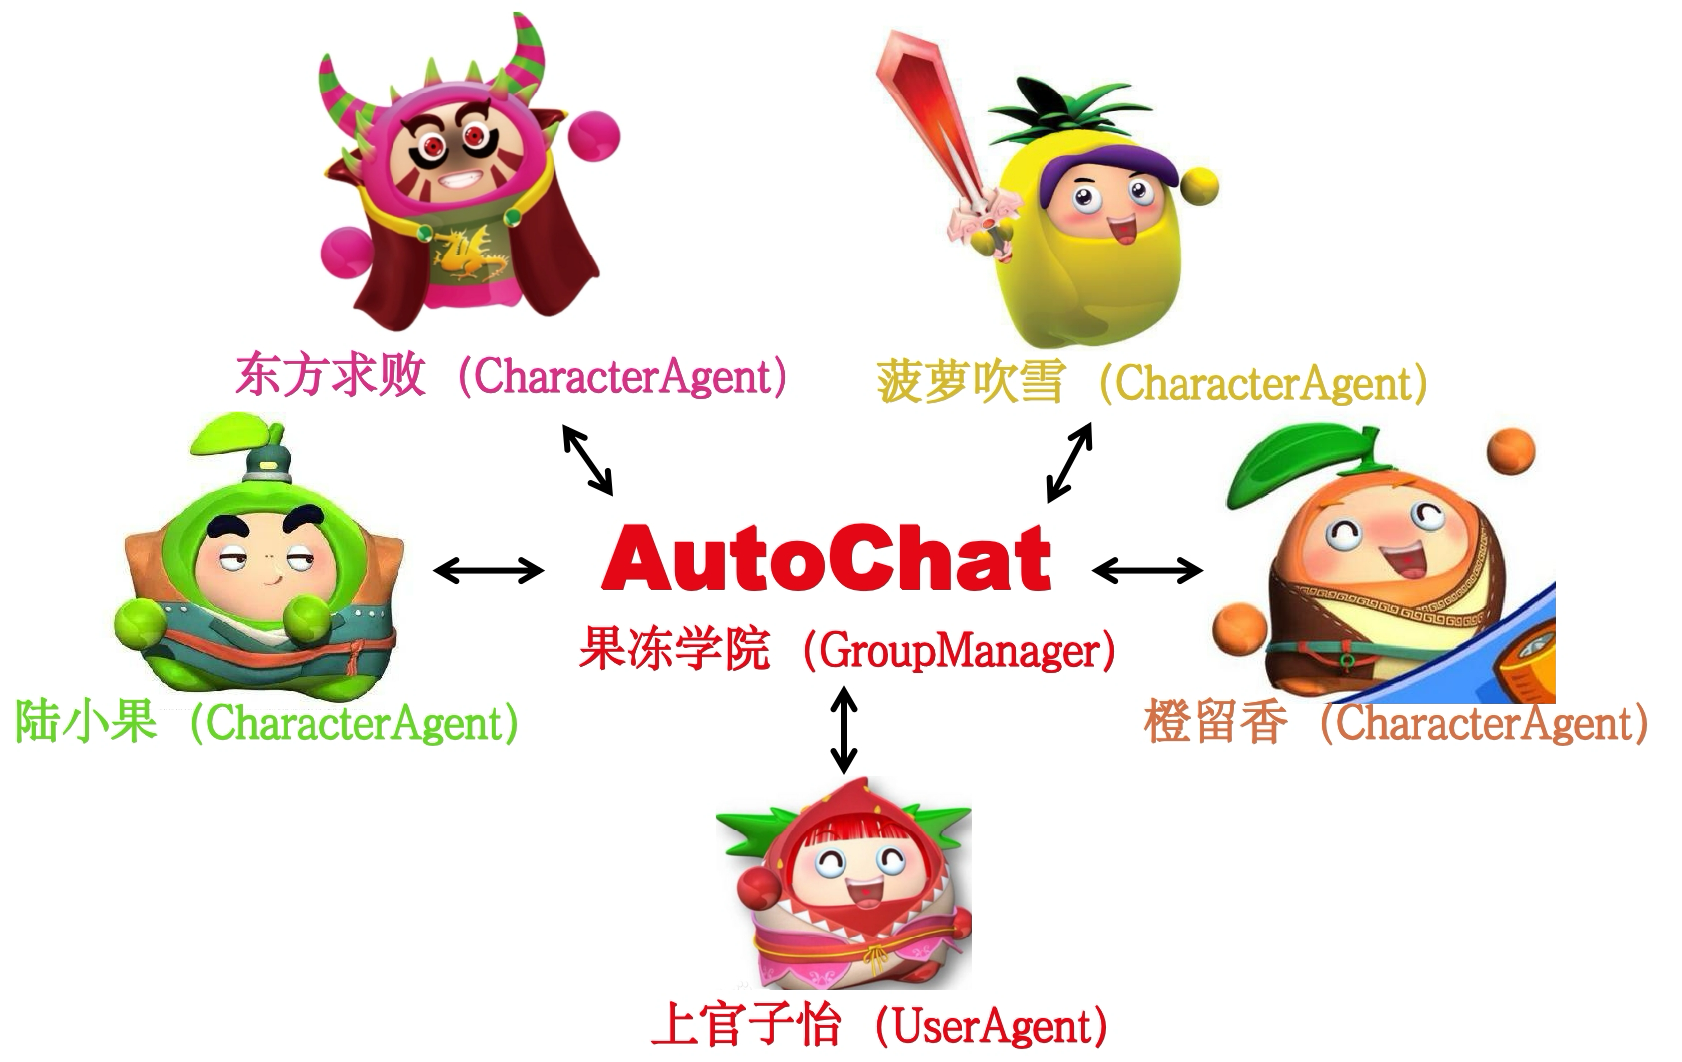 东方求败（CharacterAgent）
菠萝吹雪（CharacterAgent）
AutoChat
果冻学院（GroupManager）
陆小果（CharacterAgent）
橙留香（CharacterAgent）
上官子怡（UserAgent）